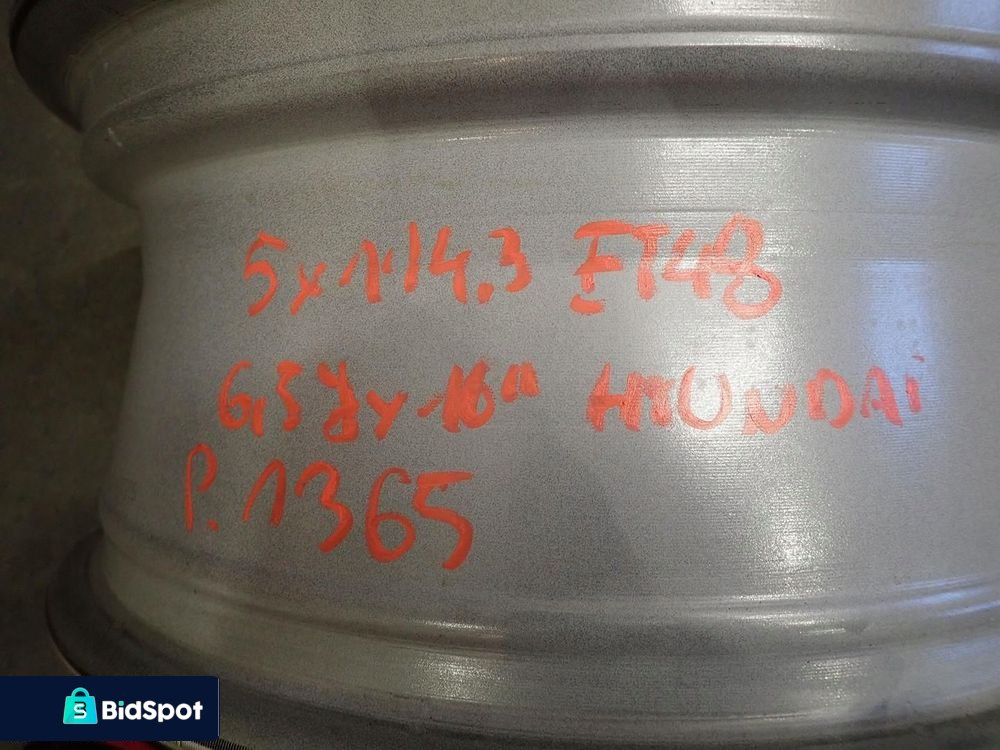 5x114.3 ET48
6,5Jx16" HYUNDAi
P.1365
BidSpot